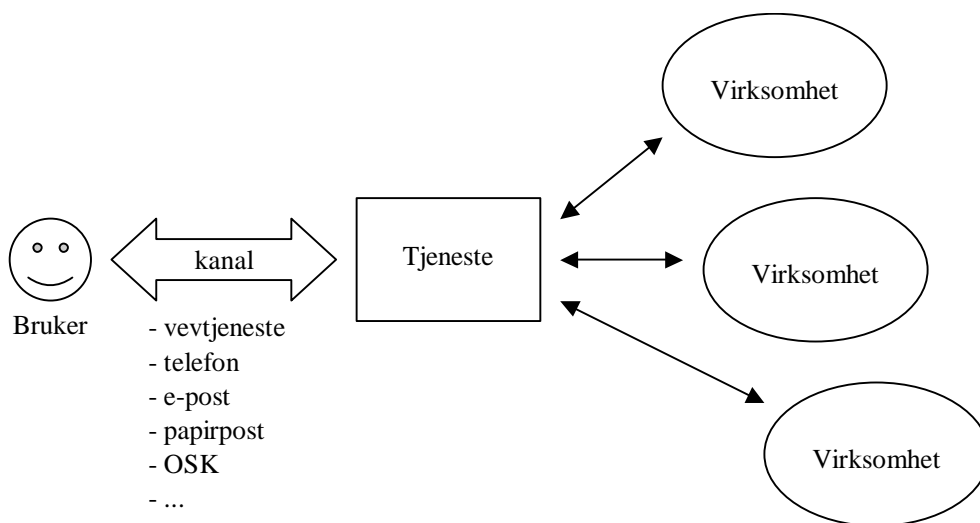 Virksomhet
kanal
Tjeneste
Virksomhet
Bruker
- vevtjeneste
- telefon
- e-post
- papirpost
- OSK
- ...
Virksomhet